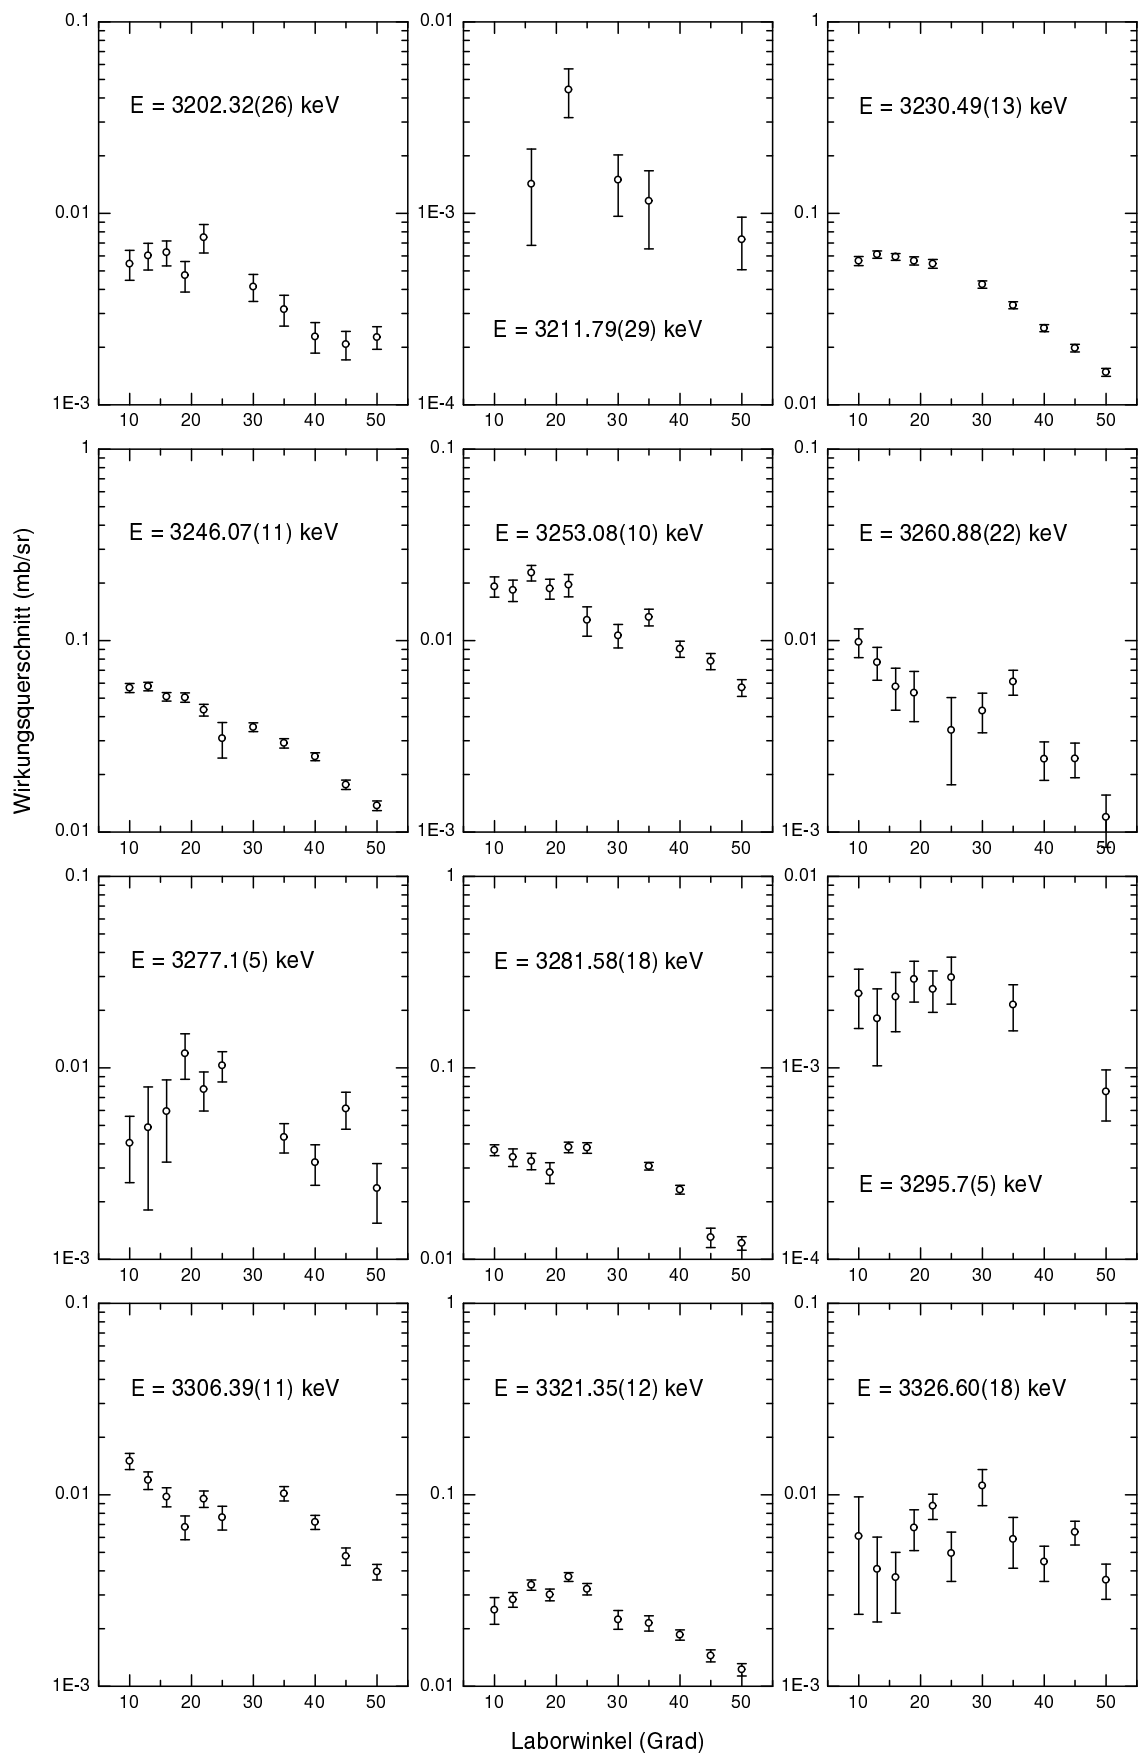 0.1
0.01
1E-3
10 20 30 40 50
E = 3202.32(26) keV
0.01
1E-3
1E-4
10 20 30 40 50
E = 3211.79(29) keV
1
0.1
0.01
10 20 30 40 50
E = 3230.49(13) keV
Wirkungsquerschnitt (mb/sr)
1
0.1
0.01
10 20 30 40 50
E = 3246.07(11) keV
0.1
0.01
1E-3
10 20 30 40 50
E = 3253.08(10) keV
0.1
0.01
1E-3
10 20 30 40 50
E = 3260.88(22) keV
0.1
0.01
1E-3
10 20 30 40 50
E = 3277.1(5) keV
1
0.1
0.01
10 20 30 40 50
E = 3281.58(18) keV
0.01
1E-3
1E-4
10 20 30 40 50
E = 3295.7(5) keV
0.1
0.01
1E-3
10 20 30 40 50
E = 3306.39(11) keV
1
0.1
0.01
10 20 30 40 50
E = 3321.35(12) keV
0.1
0.01
1E-3
10 20 30 40 50
E = 3326.60(18) keV
Laborwinkel (Grad)